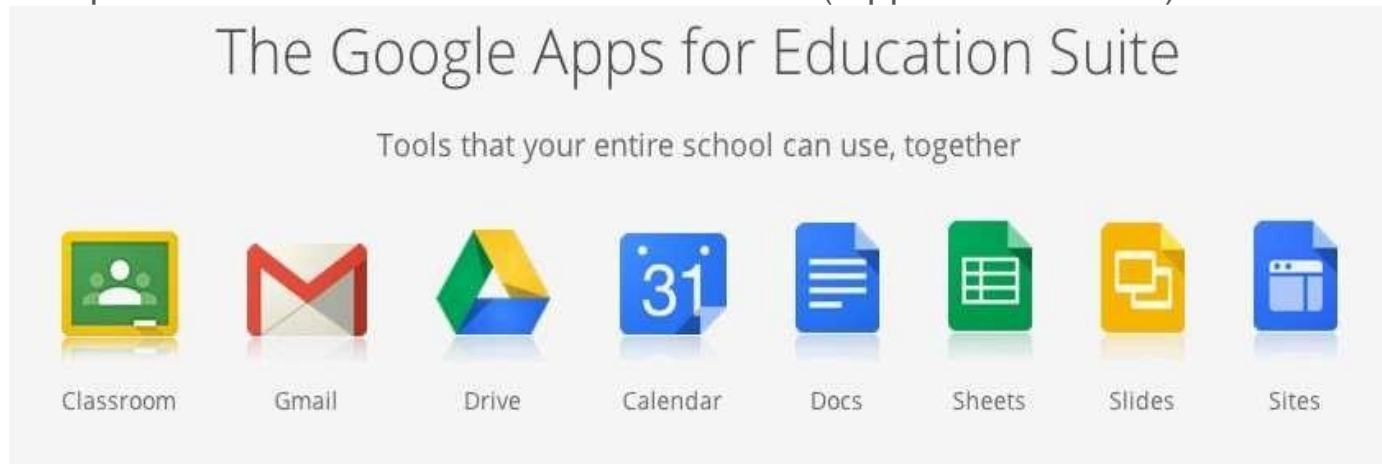 The Google Apps for Education Suite
Tools that your entire school can use, together
31
Classroom Gmail Drive Calendar Docs Sheets Slides Sites